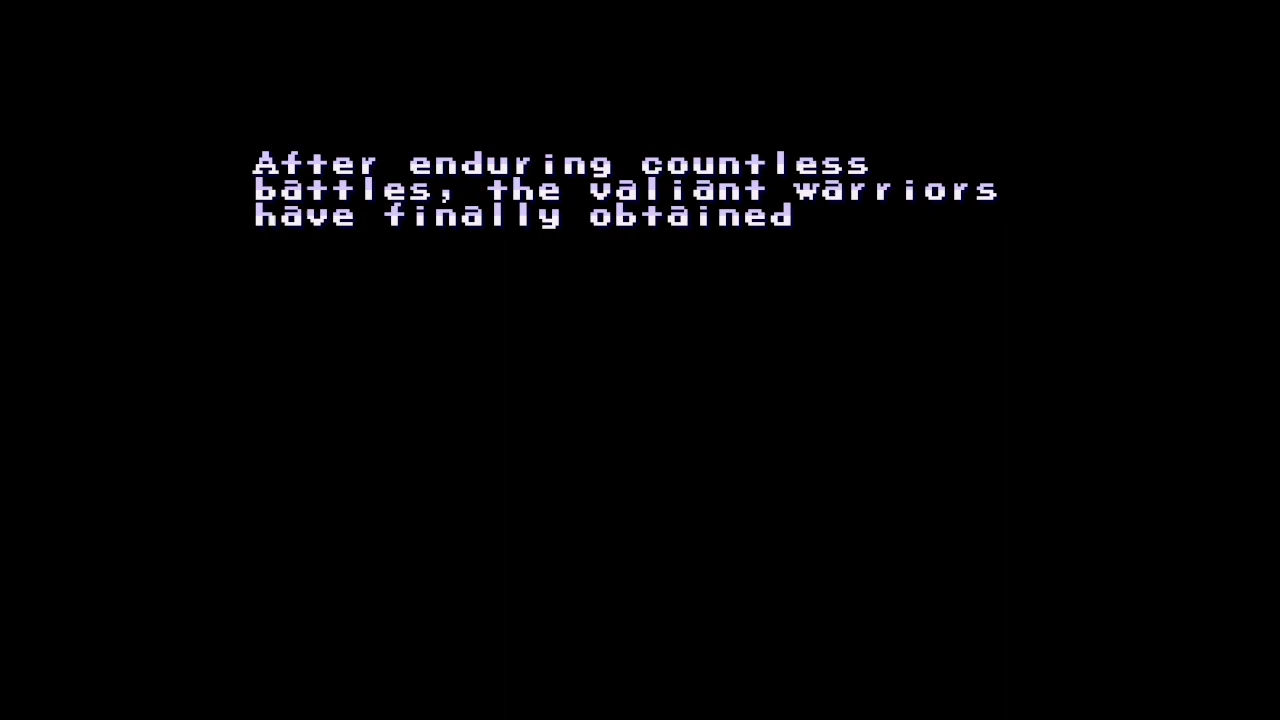 After enduring countless
battles, the valiant warriors
have finally obtained